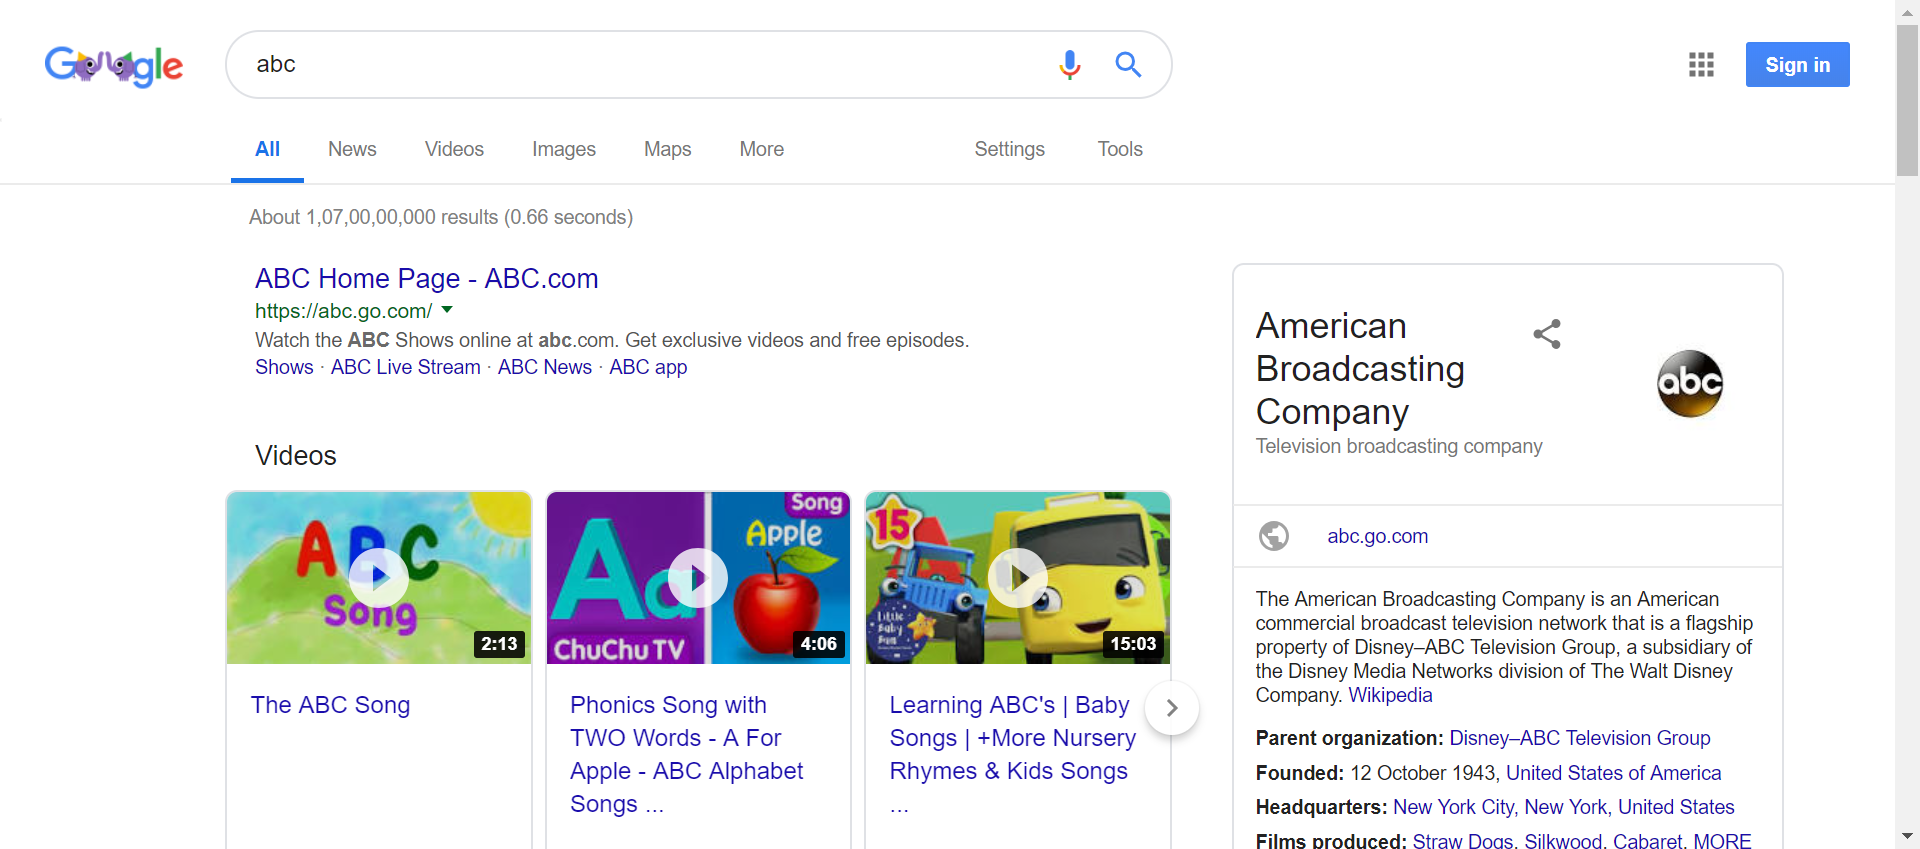 Google
abc
Sign in
All News Videos Images Maps More Settings Tools
About 1,07,00,00,000 results (0.66 seconds)
ABC Home Page - ABC.com
https://abc.go.com/
Watch the ABC Shows online at abc.com. Get exclusive videos and free episodes.
Shows · ABC Live Stream · ABC News · ABC app
Videos
ABC
Song
2:13
The ABC Song
Song
Aa
Apple
ChuChu TV
4:06
Phonics Song with
TWO Words - A For
Apple - ABC Alphabet
Songs ...
15
Little
Baby
Bum
15:03
Learning ABC's | Baby
Songs | +More Nursery
Rhymes & Kids Songs
...
American
Broadcasting
Company
abc
Television broadcasting company
abc.go.com
The American Broadcasting Company is an American
commercial broadcast television network that is a flagship
property of Disney–ABC Television Group, a subsidiary of
the Disney Media Networks division of The Walt Disney
Company. Wikipedia
Parent organization: Disney–ABC Television Group
Founded: 12 October 1943, United States of America
Headquarters: New York City, New York, United States
Films produced: Straw Dogs, Silkwood, Cabaret, MORE